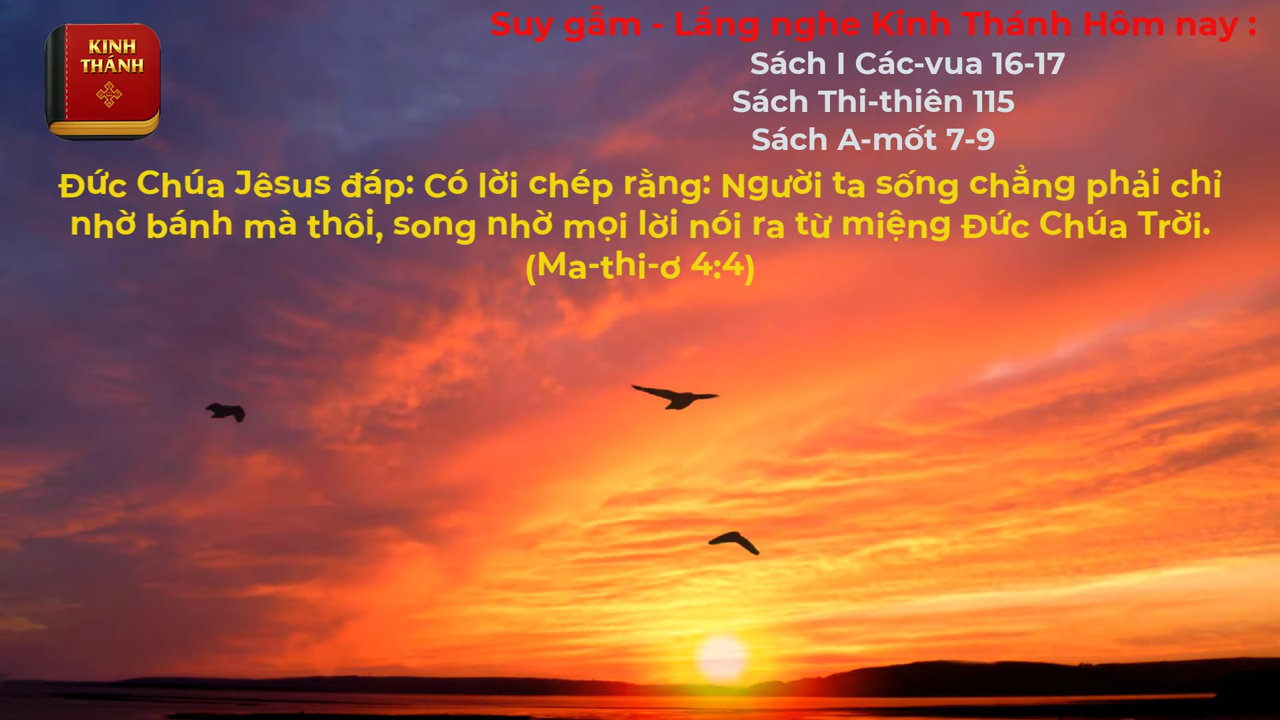 Suy gẫm - Lắng nghe Kinh Thánh Hôm nay :
KINH
THÁNH
Sách I Các-vua 16-17
Sách Thi-thiên 115
Sách A-mốt 7-9
Đức Chúa Jêsus đáp: Có lời chép rằng: Người ta sống chẳng phải chỉ
nhờ bánh mà thôi, song nhờ mọi lời nói ra từ miệng Đức Chúa Trời.
(Ma-thi-ơ 4:4)